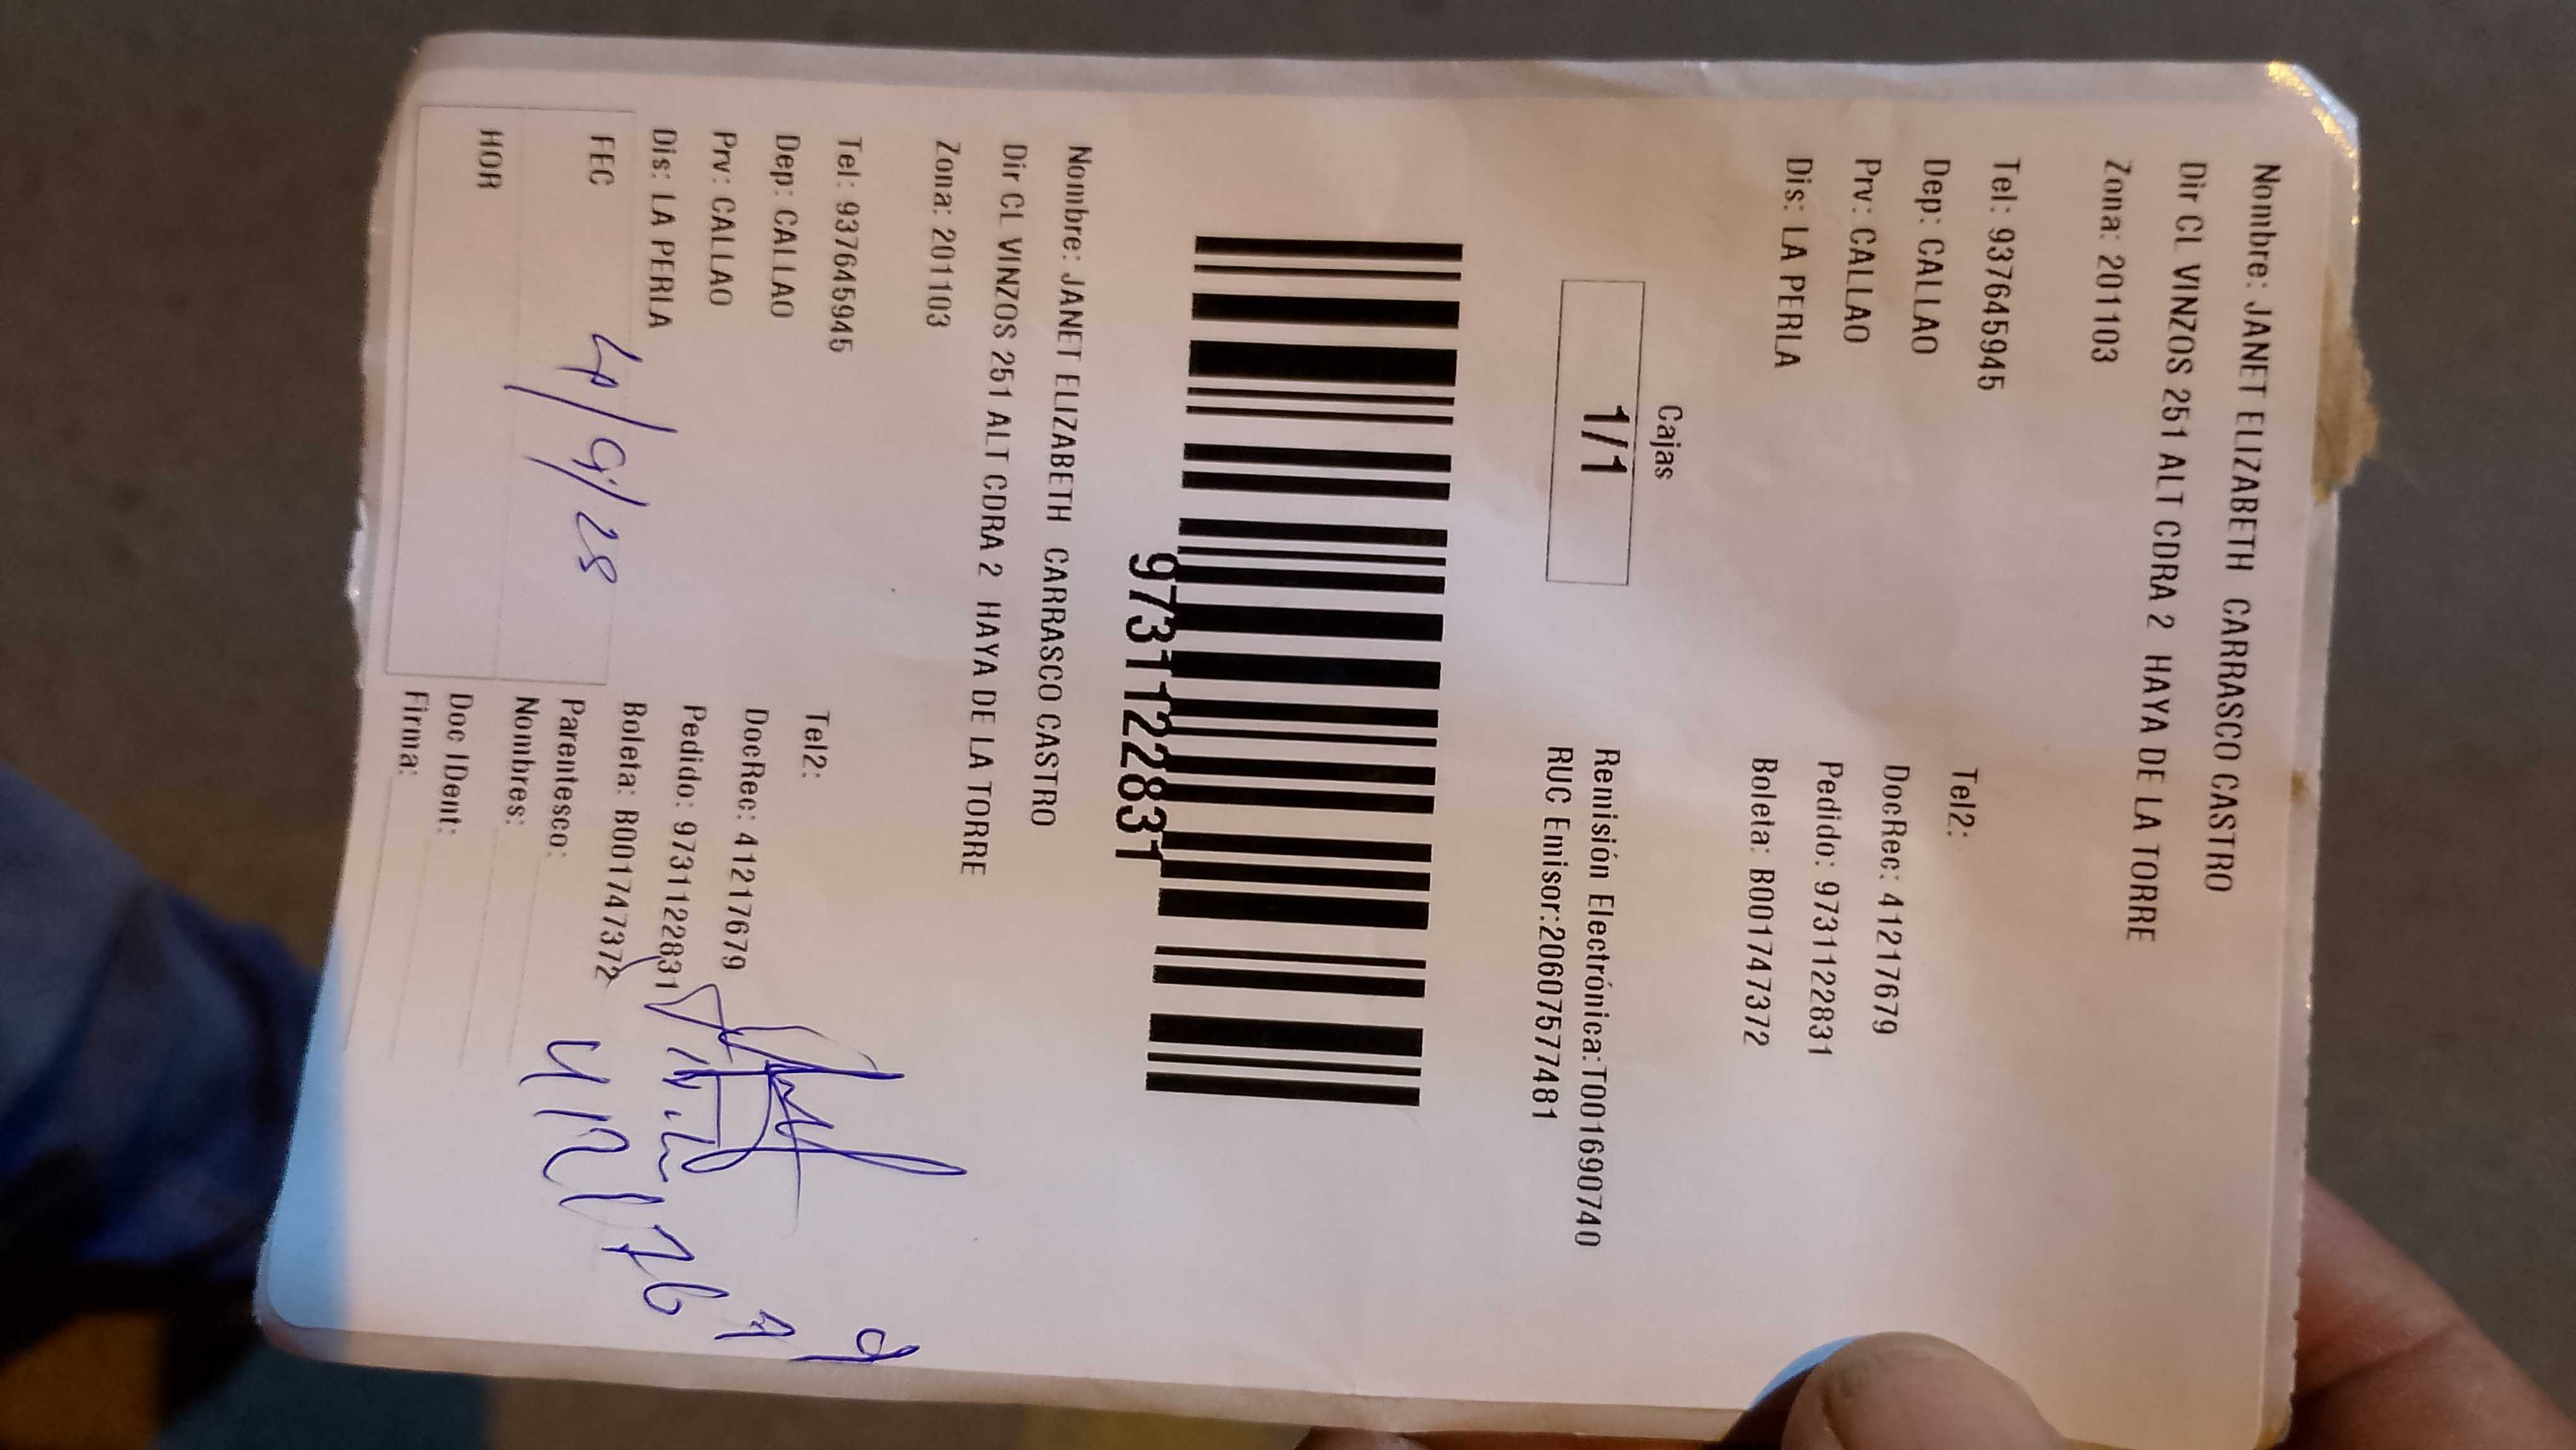 Nombre: JANET ELIZABETH CARRASCO CASTRO
Dir CL VINZOS 251 ALT CDRA 2 HAYA DE LA TORRE
Zona: 201103
Tel: 937645945
Tel2:
Dep: CALLAO
DocRec: 41217679
Prv: CALLAO
Pedido: 9731122831
Dis: LA PERLA
Boleta: B001747372
Cajas
1/1
Remisión Electrónica:T001690740
RUC Emisor:20607577481
9731122831
Nombre: JANET ELIZABETH CARRASCO CASTRO
Dir CL VINZOS 251 ALT CDRA 2 HAYA DE LA TORRE
Zona: 201103
Tel: 937645945
Tel2:
Dep: CALLAO
DocRec: 41217679
Prv: CALLAO
Pedido: 9731122831
Dis: LA PERLA
Boleta: B001747372
FEC
4/9/25
Parentesco:
Nombres:
41217679
HOR
Doc IDent:
Firma: